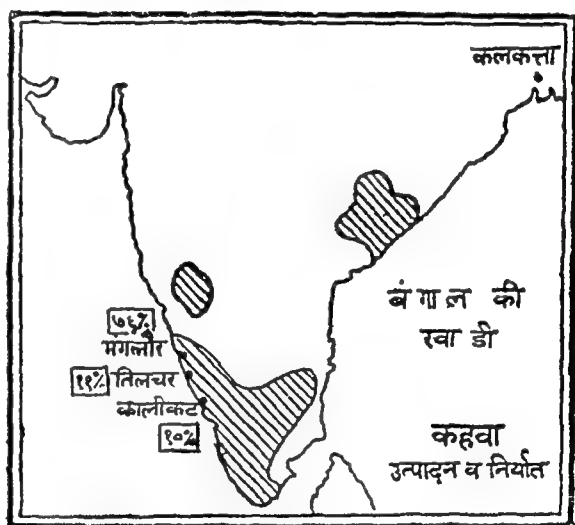 कलकत्ता
बंगाल की
खाडी
७६%
मंगलौर
११% तिलचर
कालीकट
१०%
कहवा
उत्पादन व निर्यात